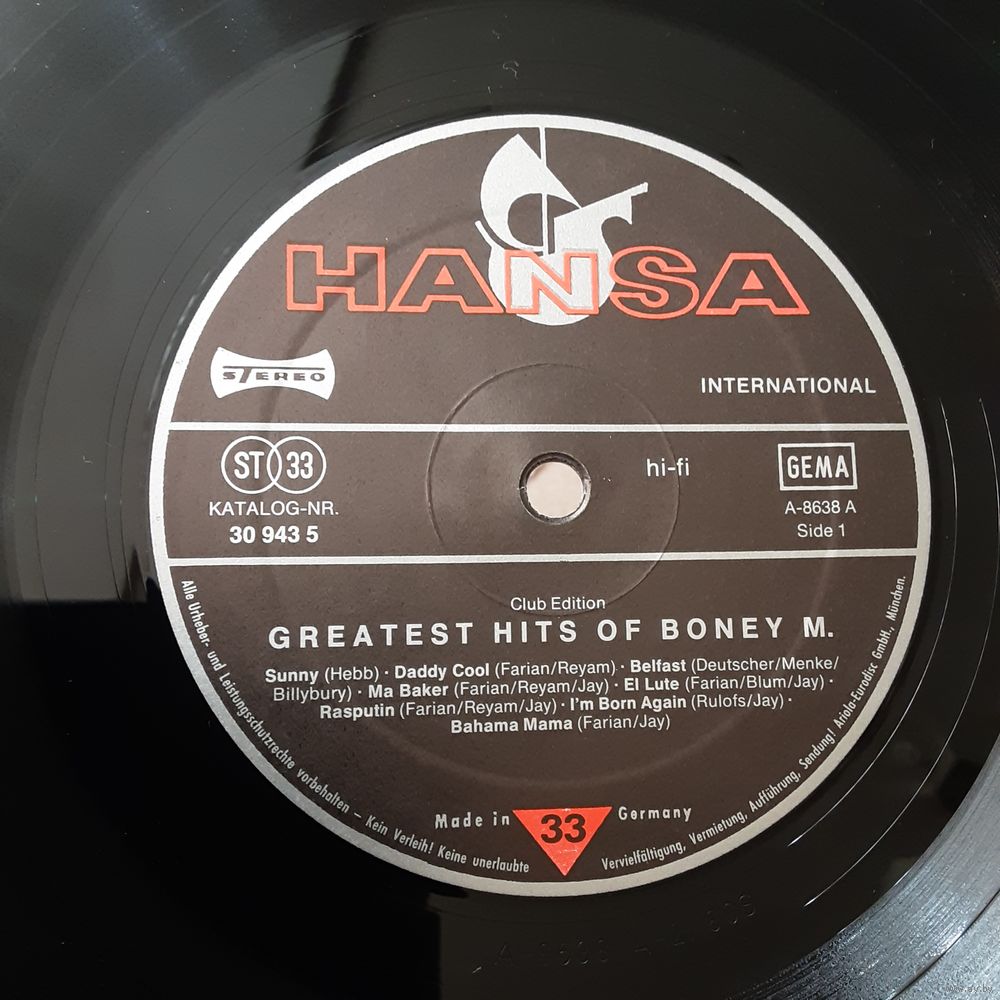 HANSA
STEREO
INTERNATIONAL
ST 33
hi-fi
GEMA
KATALOG-NR.
30 943 5
A-8638 A
Side 1
Club Edition
GREATEST HITS OF BONEY M.
Sunny (Hebb) · Daddy Cool (Farian/Reyam) · Belfast (Deutscher/Menke/
Billybury) · Ma Baker (Farian/Reyam/Jay) · El Lute (Farian/Blum/Jay) ·
Rasputin (Farian/Reyam/Jay) · I'm Born Again (Rulofs/Jay) ·
Bahama Mama (Farian/Jay)
Made in 33 Germany
Alle Urheber- und Leistungsschutzrechte vorbehalten – Kein Verleih! Keine unerlaubte Vervielfältigung, Vermietung, Aufführung, Sendung! Ariola-Eurodisc GmbH., München.